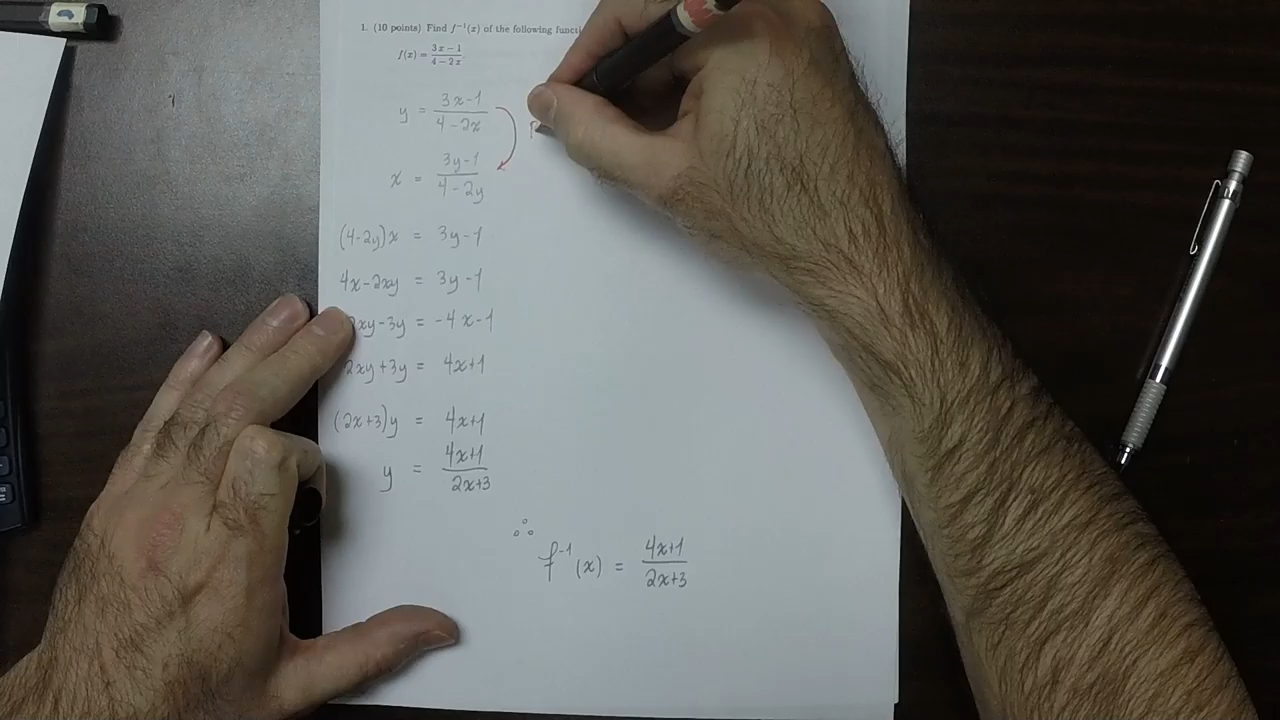 1. (10 points) Find f⁻¹(x) of the following
f(x) = (3x − 1)/(4 − 2x).
y = (3x-1)/(4-2x)
x = (3y-1)/(4-2y)
(4-2y)x = 3y-1
4x-2xy = 3y-1
2xy-3y = -4x-1
2xy+3y = 4x+1
(2x+3)y = 4x+1
y = (4x+1)/(2x+3)
∴ f⁻¹(x) = (4x+1)/(2x+3)